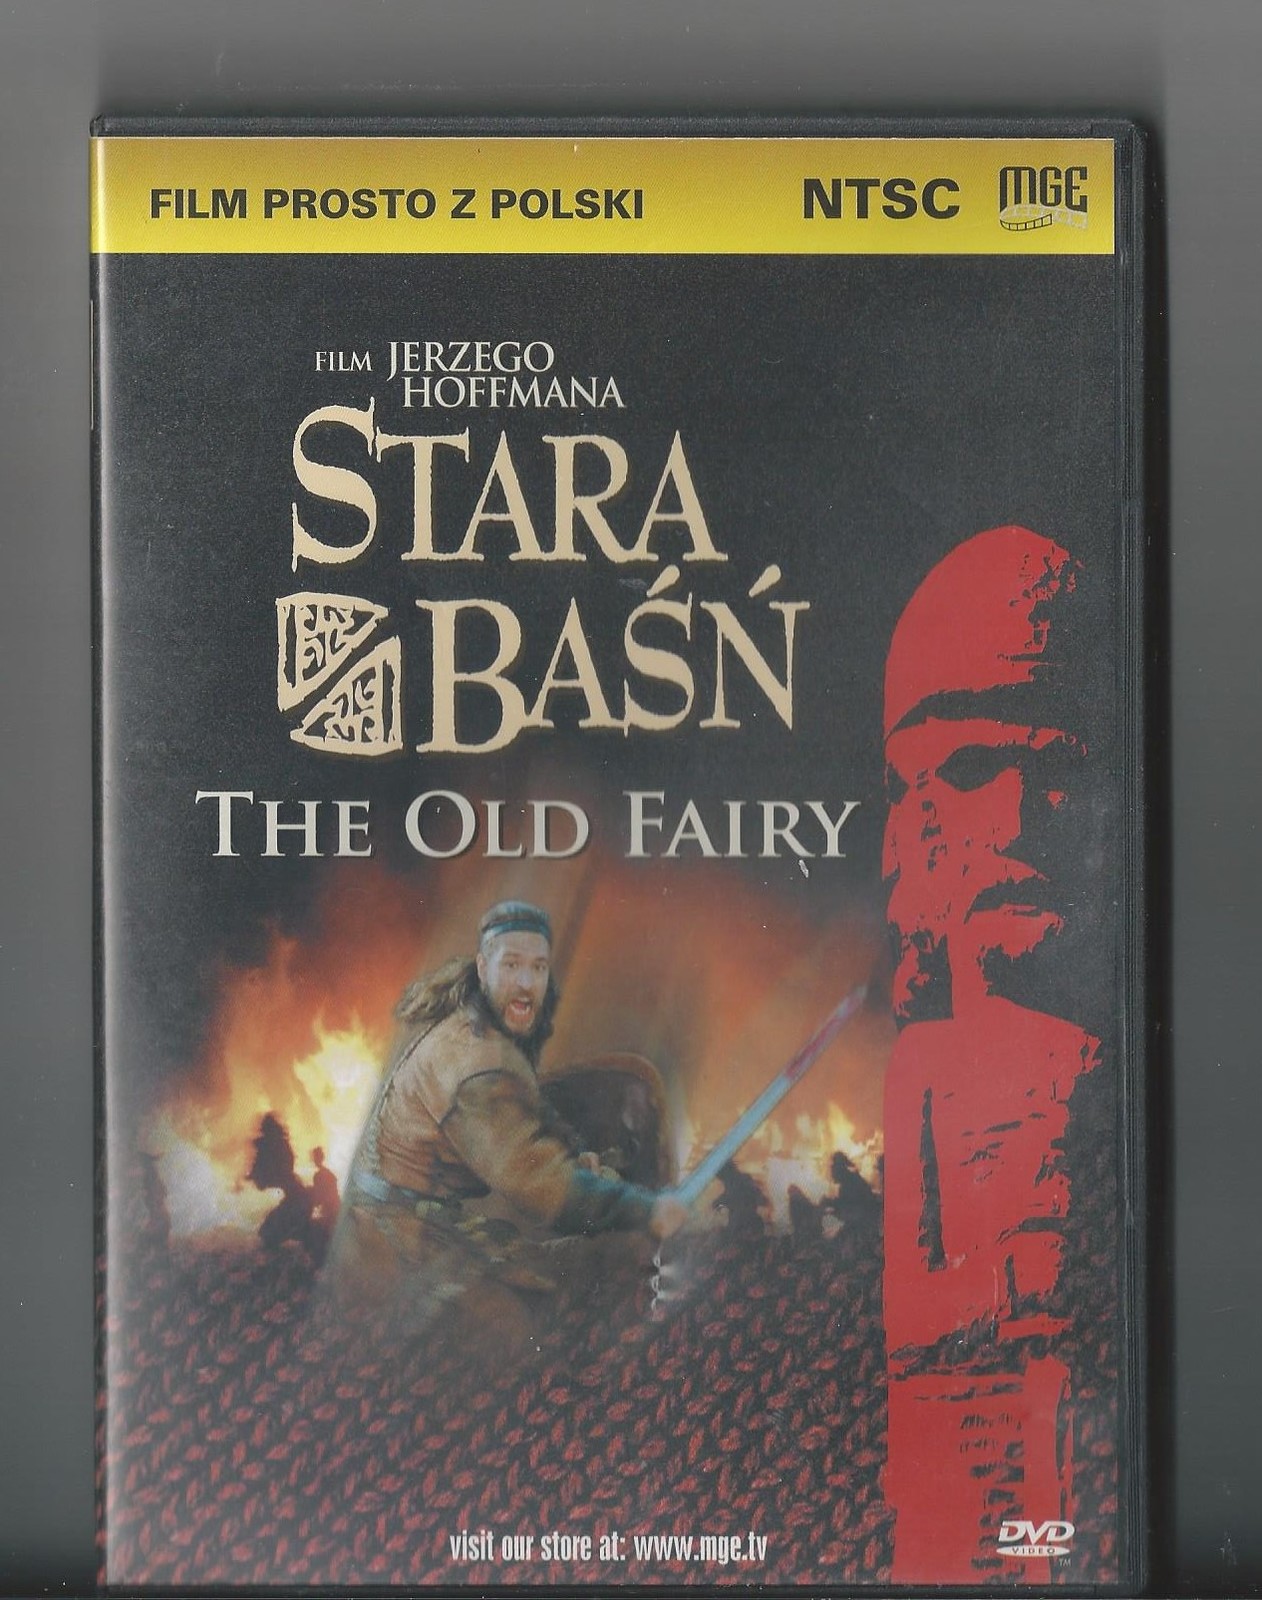 FILM PROSTO Z POLSKI NTSC MGE
FILM JERZEGO
HOFFMANA
STARA
BAŚŃ
THE OLD FAIRY
visit our store at: www.mge.tv
DVD
VIDEO
TM